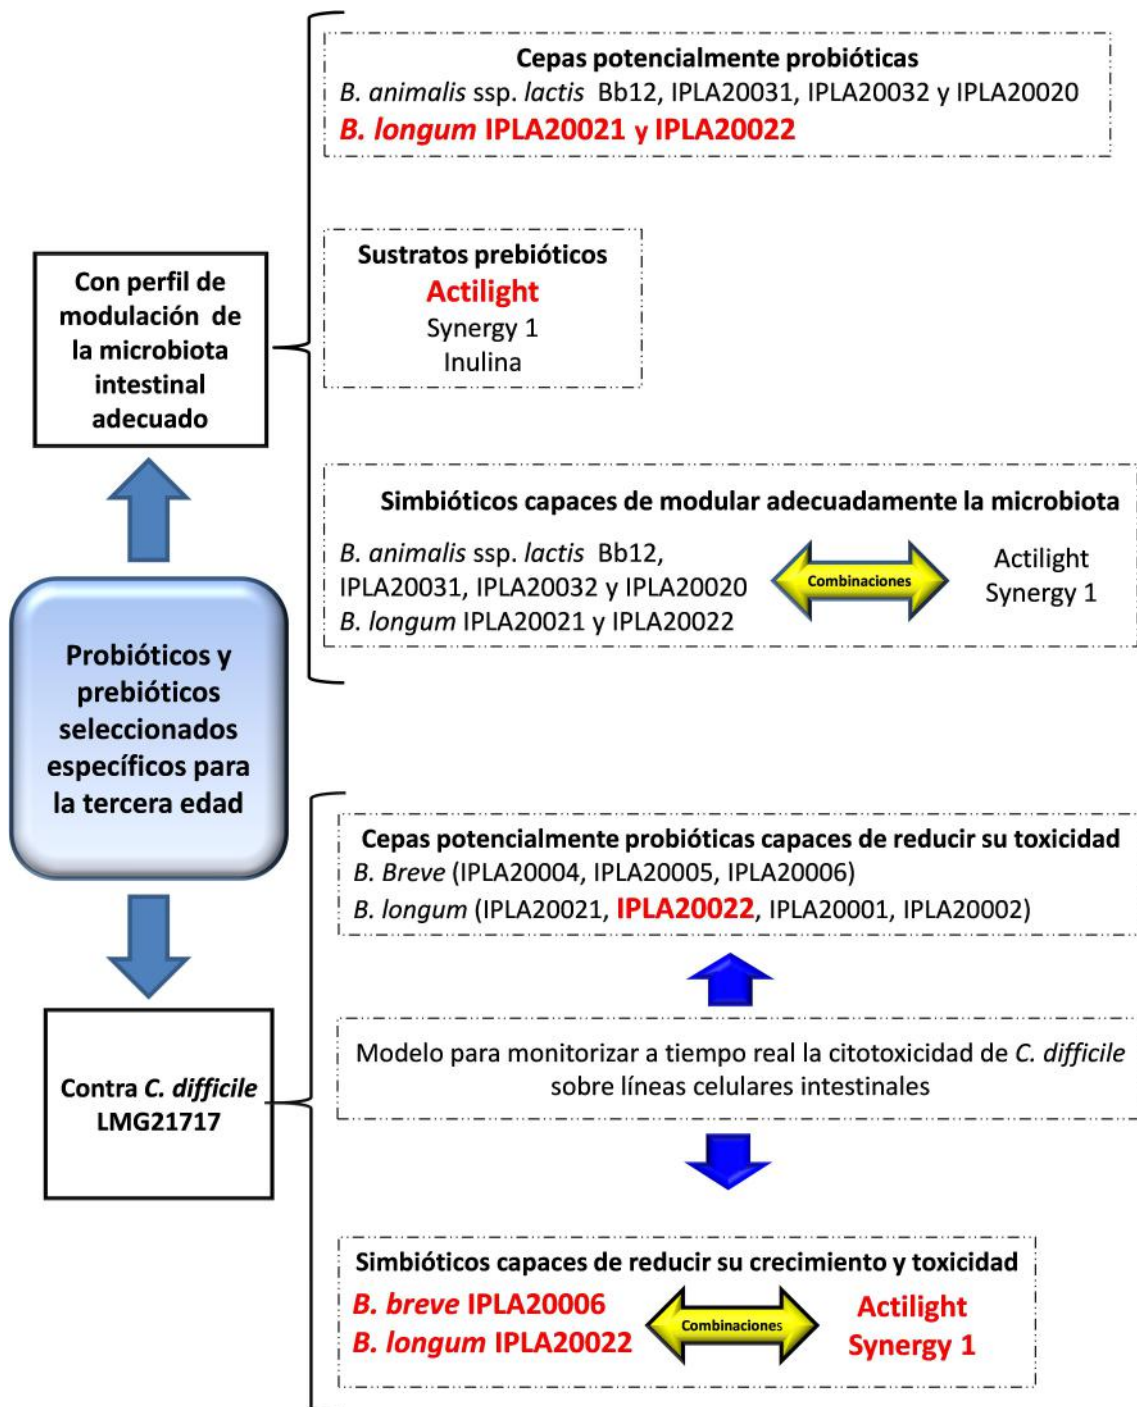 Cepas potencialmente probióticas
B. animalis ssp. lactis Bb12, IPLA20031, IPLA20032 y IPLA20020
B. longum IPLA20021 y IPLA20022
Con perfil de
modulación de
la microbiota
intestinal
adecuado
Sustratos prebióticos
Actilight
Synergy 1
Inulina
Simbióticos capaces de modular adecuadamente la microbiota
B. animalis ssp. lactis Bb12,
IPLA20031, IPLA20032 y IPLA20020
B. longum IPLA20021 y IPLA20022
Combinaciones
Actilight
Synergy 1
Probióticos y
prebióticos
seleccionados
específicos para
la tercera edad
Cepas potencialmente probióticas capaces de reducir su toxicidad
B. Breve (IPLA20004, IPLA20005, IPLA20006)
B. longum (IPLA20021, IPLA20022, IPLA20001, IPLA20002)
Contra C. difficile
LMG21717
Modelo para monitorizar a tiempo real la citotoxicidad de C. difficile
sobre líneas celulares intestinales
Simbióticos capaces de reducir su crecimiento y toxicidad
B. breve IPLA20006
B. longum IPLA20022
Combinaciones
Actilight
Synergy 1